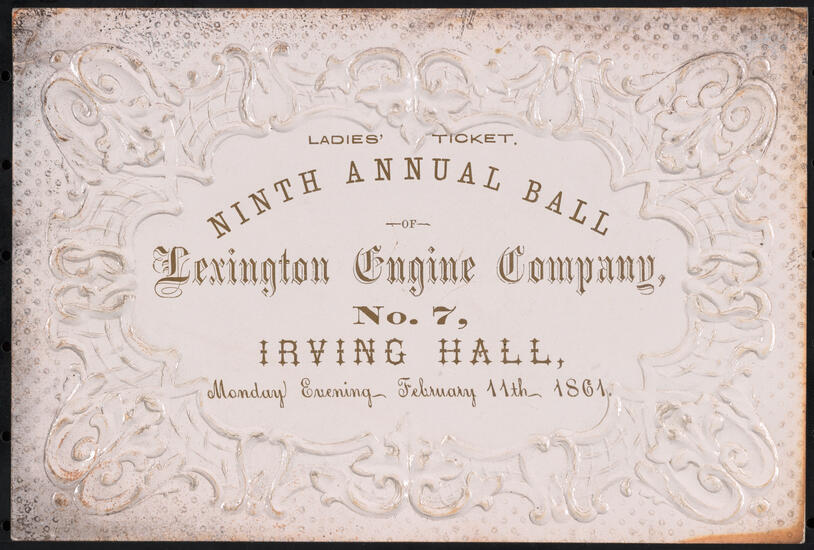 LADIES' TICKET.
NINTH ANNUAL BALL
OF
Lexington Engine Company,
No. 7,
IRVING HALL,
Monday Evening February 11th 1861.